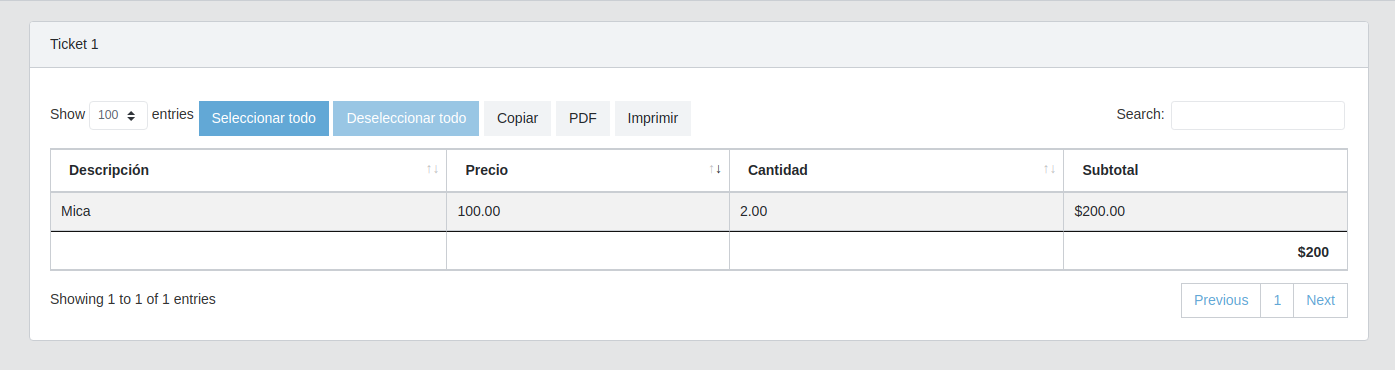 Ticket 1
Show 100 entries Seleccionar todo Deseleccionar todo Copiar PDF Imprimir Search:
Descripción Precio Cantidad Subtotal
Mica 100.00 2.00 $200.00
$200
Showing 1 to 1 of 1 entries Previous 1 Next